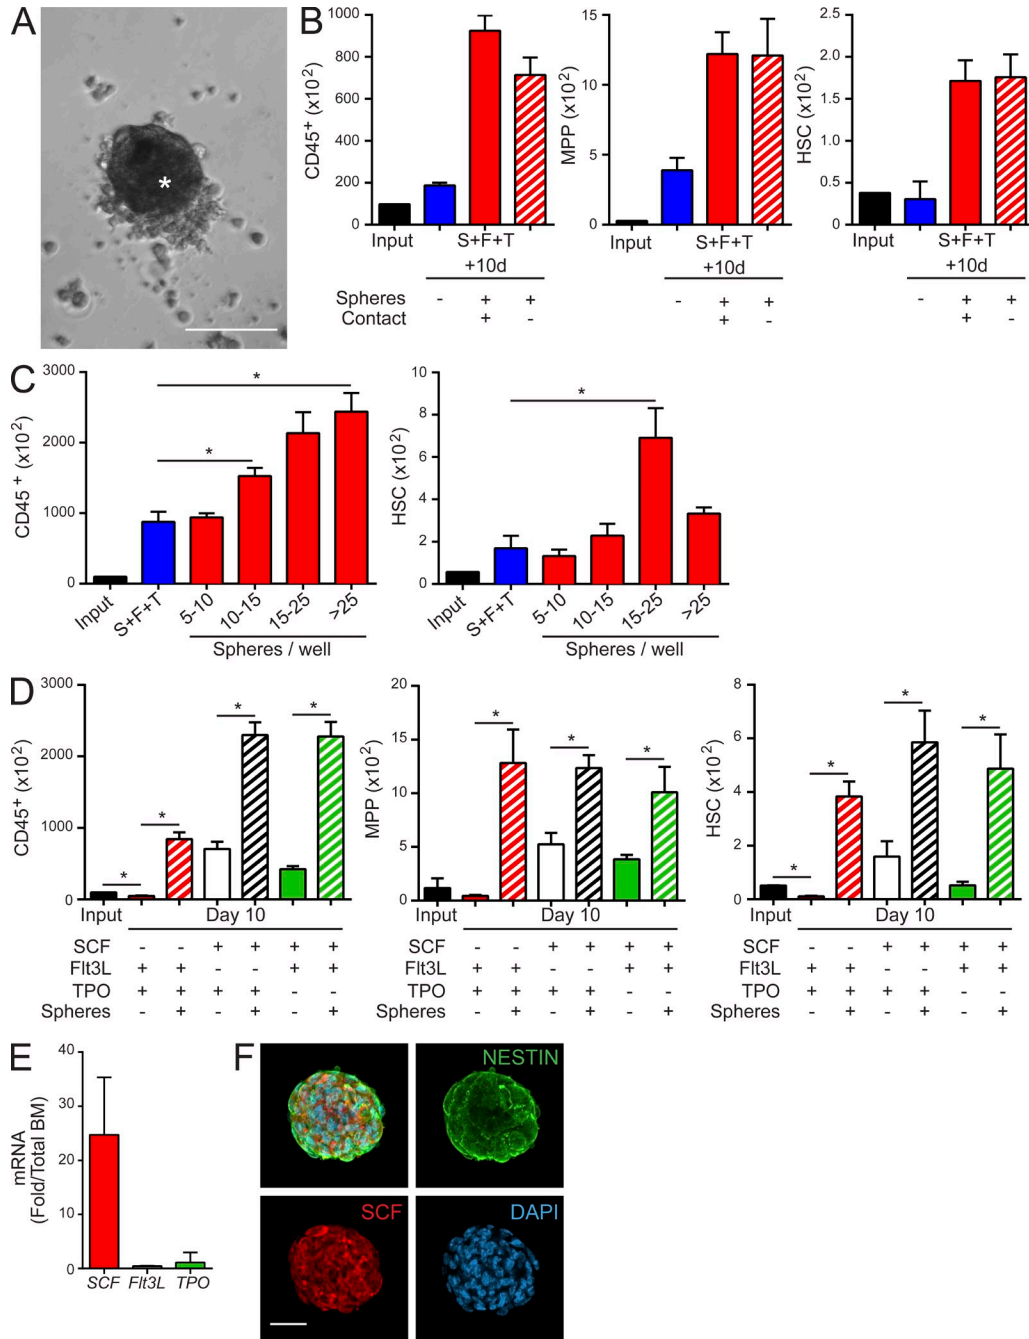 A
*
B
CD45+ (x10²)
1000
800
600
400
200
0
Input
S+F+T
+10d
Spheres - + +
Contact + -
MPP (x10²)
15
10
5
0
Input
S+F+T
+10d
- + +
+ -
HSC (x10²)
2.5
2.0
1.5
1.0
0.5
0.0
Input
S+F+T
+10d
- + +
+ -
C
CD45+ (x10²)
3000
2000
1000
0
* *
Input S+F+T 5-10 10-15 15-25 >25
Spheres / well
HSC (x10²)
10
8
6
4
2
0
*
Input S+F+T 5-10 10-15 15-25 >25
Spheres / well
D
CD45+ (x10²)
3000
2000
1000
0
* * * *
Input Day 10
SCF - - + + + +
Flt3L + + - - + +
TPO + + + + - -
Spheres - + - + - +
MPP (x10²)
20
15
10
5
0
* * *
Input Day 10
SCF - - + + + +
Flt3L + + - - + +
TPO + + + + - -
Spheres - + - + - +
HSC (x10²)
8
6
4
2
0
* * * *
Input Day 10
SCF - - + + + +
Flt3L + + - - + +
TPO + + + + - -
Spheres - + - + - +
E
mRNA
(Fold/Total BM)
40
30
20
10
0
SCF Flt3L TPO
F
NESTIN
SCF
DAPI